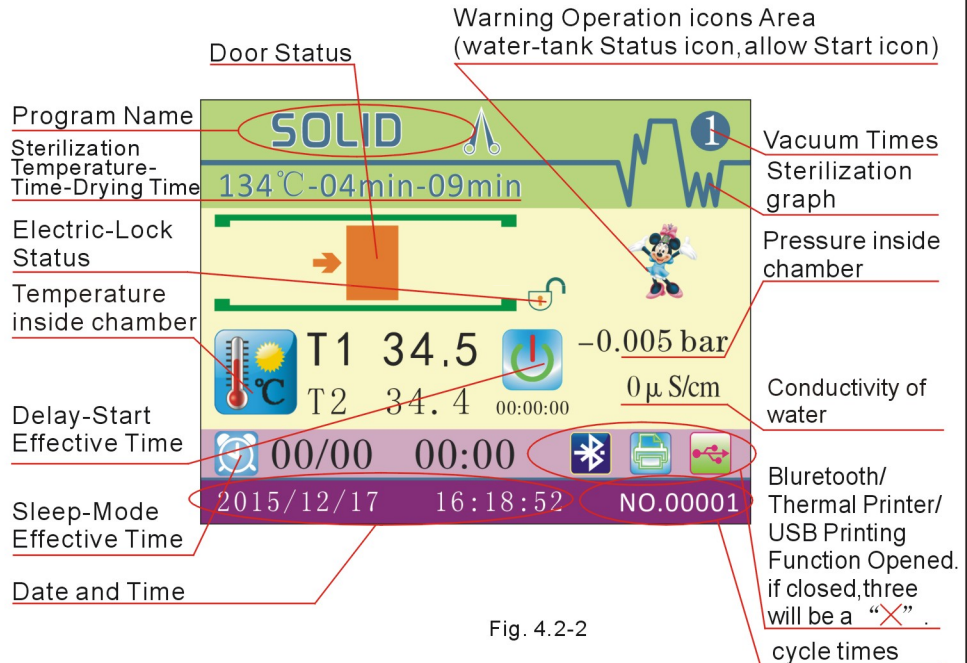 Warning Operation icons Area
(water-tank Status icon,allow Start icon)
Door Status
Program Name
Sterilization
Temperature-
Time-Drying Time
Electric-Lock
Status
Temperature
inside chamber
Delay-Start
Effective Time
Sleep-Mode
Effective Time
Date and Time
SOLID
1
134℃-04min-09min
℃
T1 34.5
T2 34.4
00:00:00
-0.005 bar
0μ S/cm
00/00 00:00
2015/12/17 16:18:52
NO.00001
Vacuum Times
Sterilization
graph
Pressure inside
chamber
Conductivity of
water
Bluretooth/
Thermal Printer/
USB Printing
Function Opened.
if closed,three
will be a “X”.
cycle times
Fig. 4.2-2